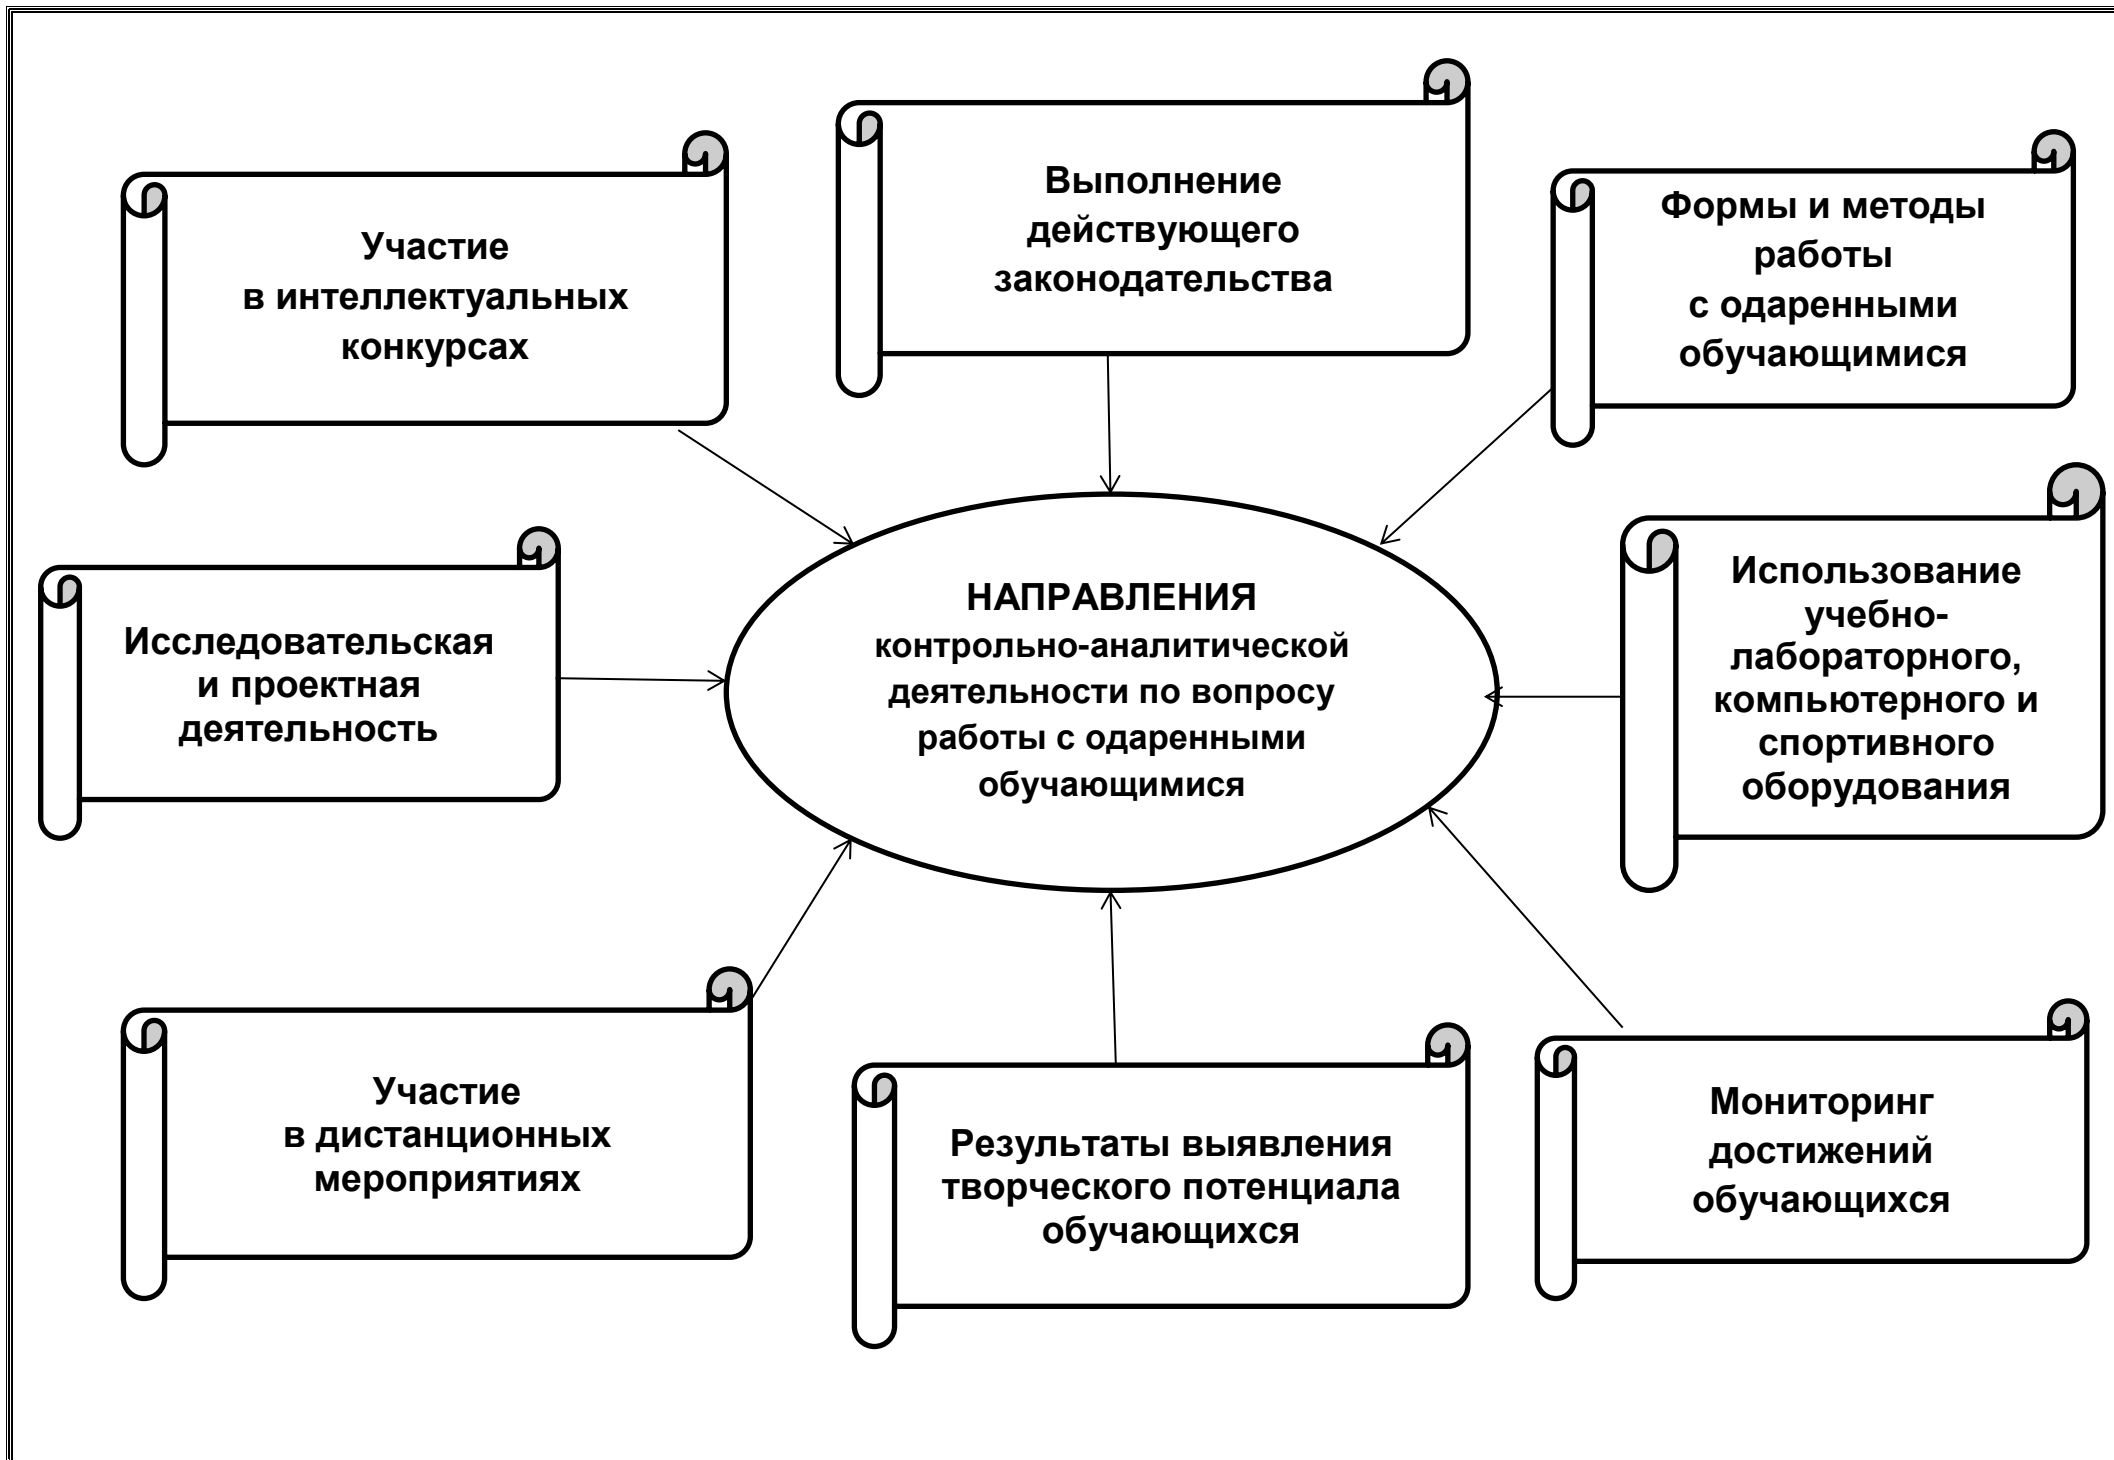 Выполнение
действующего
законодательства
Участие
в интеллектуальных
конкурсах
Формы и методы
работы
с одаренными
обучающимися
Исследовательская
и проектная
деятельность
НАПРАВЛЕНИЯ
контрольно-аналитической
деятельности по вопросу
работы с одаренными
обучающимися
Использование
учебно-
лабораторного,
компьютерного и
спортивного
оборудования
Участие
в дистанционных
мероприятиях
Результаты выявления
творческого потенциала
обучающихся
Мониторинг
достижений
обучающихся